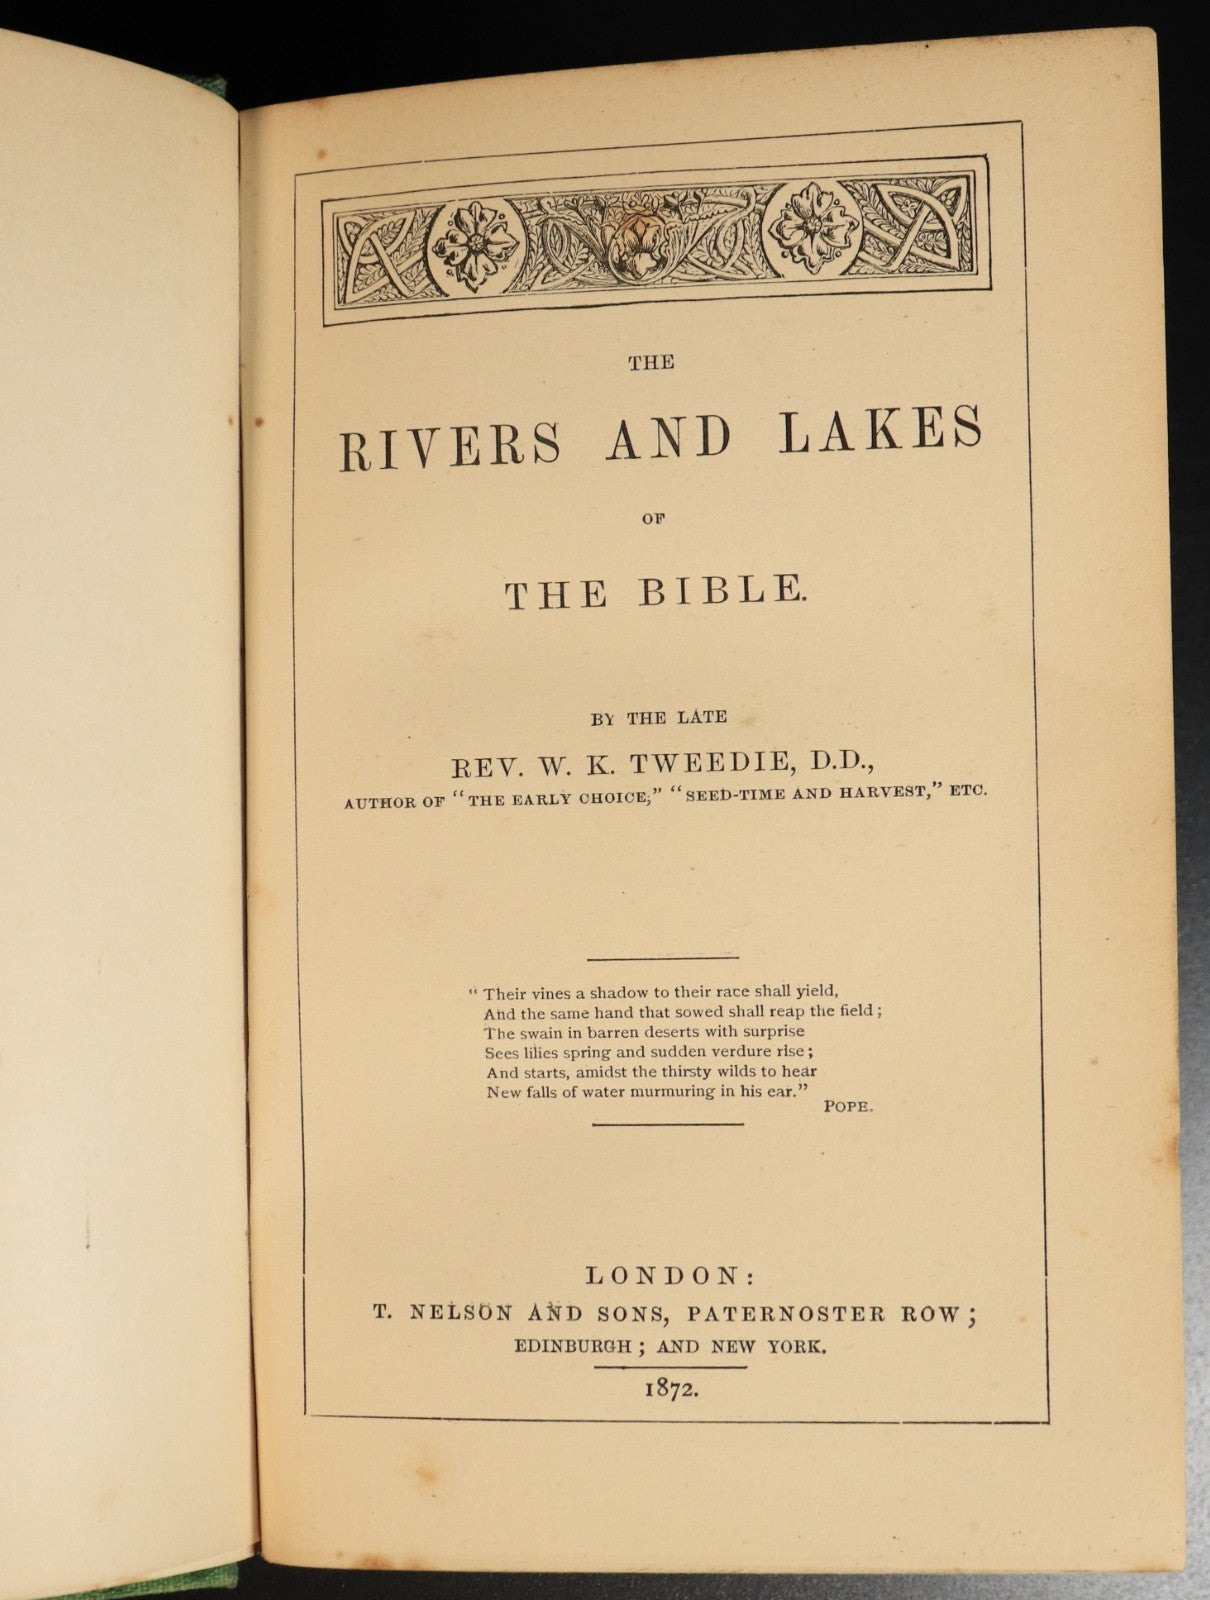 THE
RIVERS AND LAKES
OF
THE BIBLE.
BY THE LATE
REV. W. K. TWEEDIE, D.D.,
AUTHOR OF "THE EARLY CHOICE;" "SEED-TIME AND HARVEST," ETC.
" Their vines a shadow to their race shall yield,
And the same hand that sowed shall reap the field ;
The swain in barren deserts with surprise
Sees lilies spring and sudden verdure rise ;
And starts, amidst the thirsty wilds to hear
New falls of water murmuring in his ear."
POPE.
LONDON:
T. NELSON AND SONS, PATERNOSTER ROW ;
EDINBURGH ; AND NEW YORK.
1872.